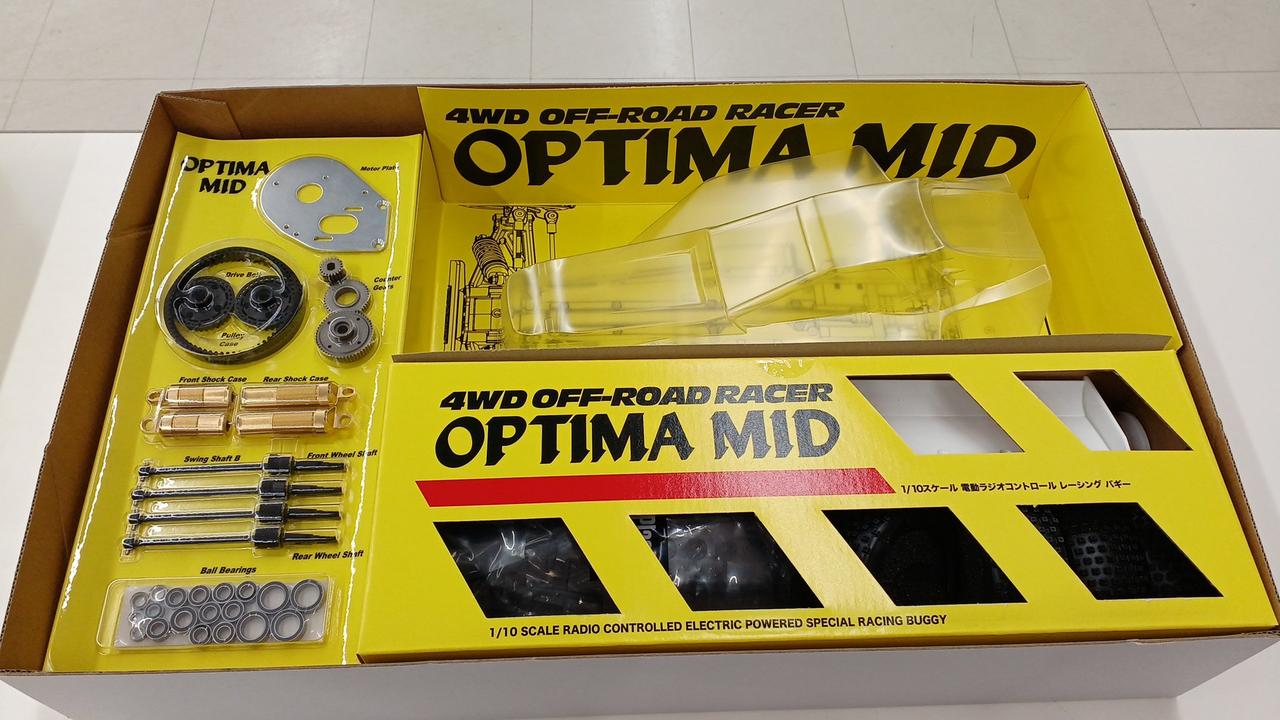 4WD OFF-ROAD RACER
OPTIMA MID
OPTIMA
MID
Motor Plate
Drive Belt
Counter
Gears
Pulley
Case
Front Shock Case
Rear Shock Case
Swing Shaft B
Front Wheel Shaft
Rear Wheel Shaft
Ball Bearings
4WD OFF-ROAD RACER
OPTIMA MID
1/10スケール 電動ラジオコントロール レーシング バギー
1/10 SCALE RADIO CONTROLLED ELECTRIC POWERED SPECIAL RACING BUGGY